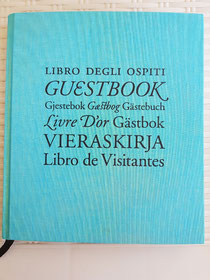 LIBRO DEGLI OSPITI
GUESTBOOK
Gjestebok Gæstbog Gästebuch
Livre D'or Gästbok
VIERASKIRJA
Libro de Visitantes